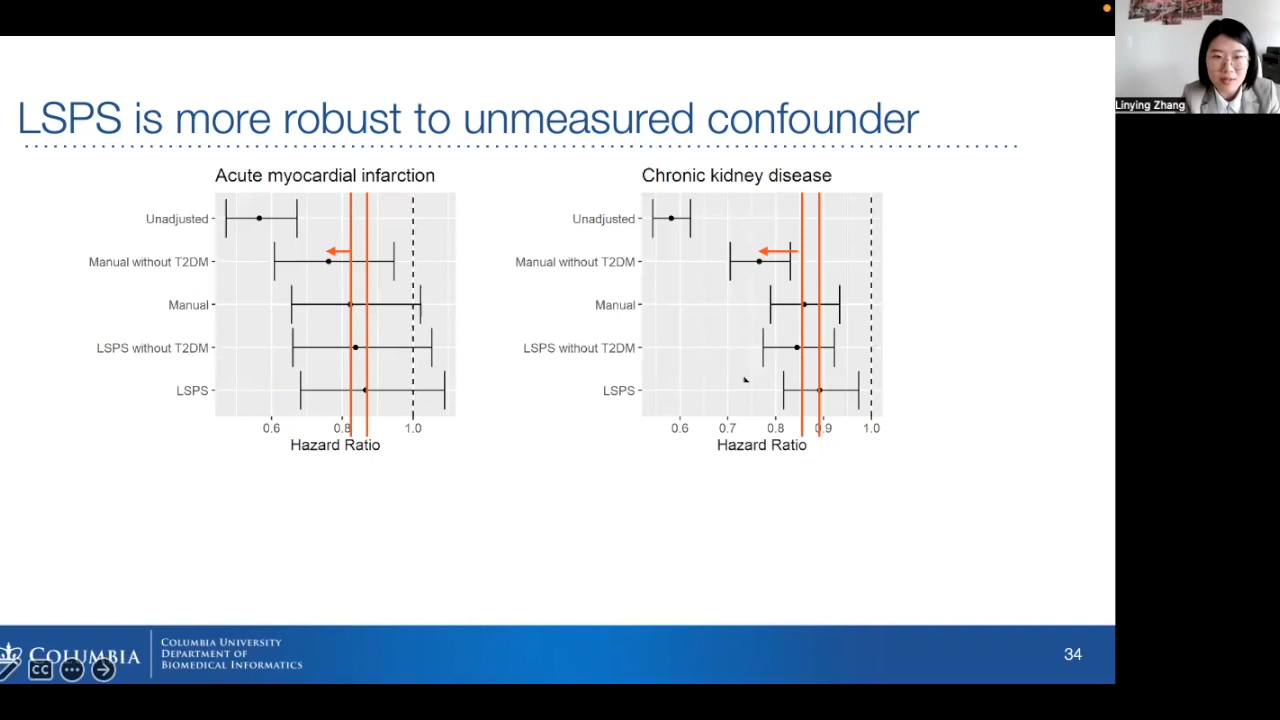 Linying Zhang
LSPS is more robust to unmeasured confounder
Acute myocardial infarction
Unadjusted
Manual without T2DM
Manual
LSPS without T2DM
LSPS
0.6 0.8 1.0
Hazard Ratio
Chronic kidney disease
Unadjusted
Manual without T2DM
Manual
LSPS without T2DM
LSPS
0.6 0.7 0.8 0.9 1.0
Hazard Ratio
COLUMBIA
COLUMBIA UNIVERSITY
DEPARTMENT OF
BIOMEDICAL INFORMATICS
CC
34